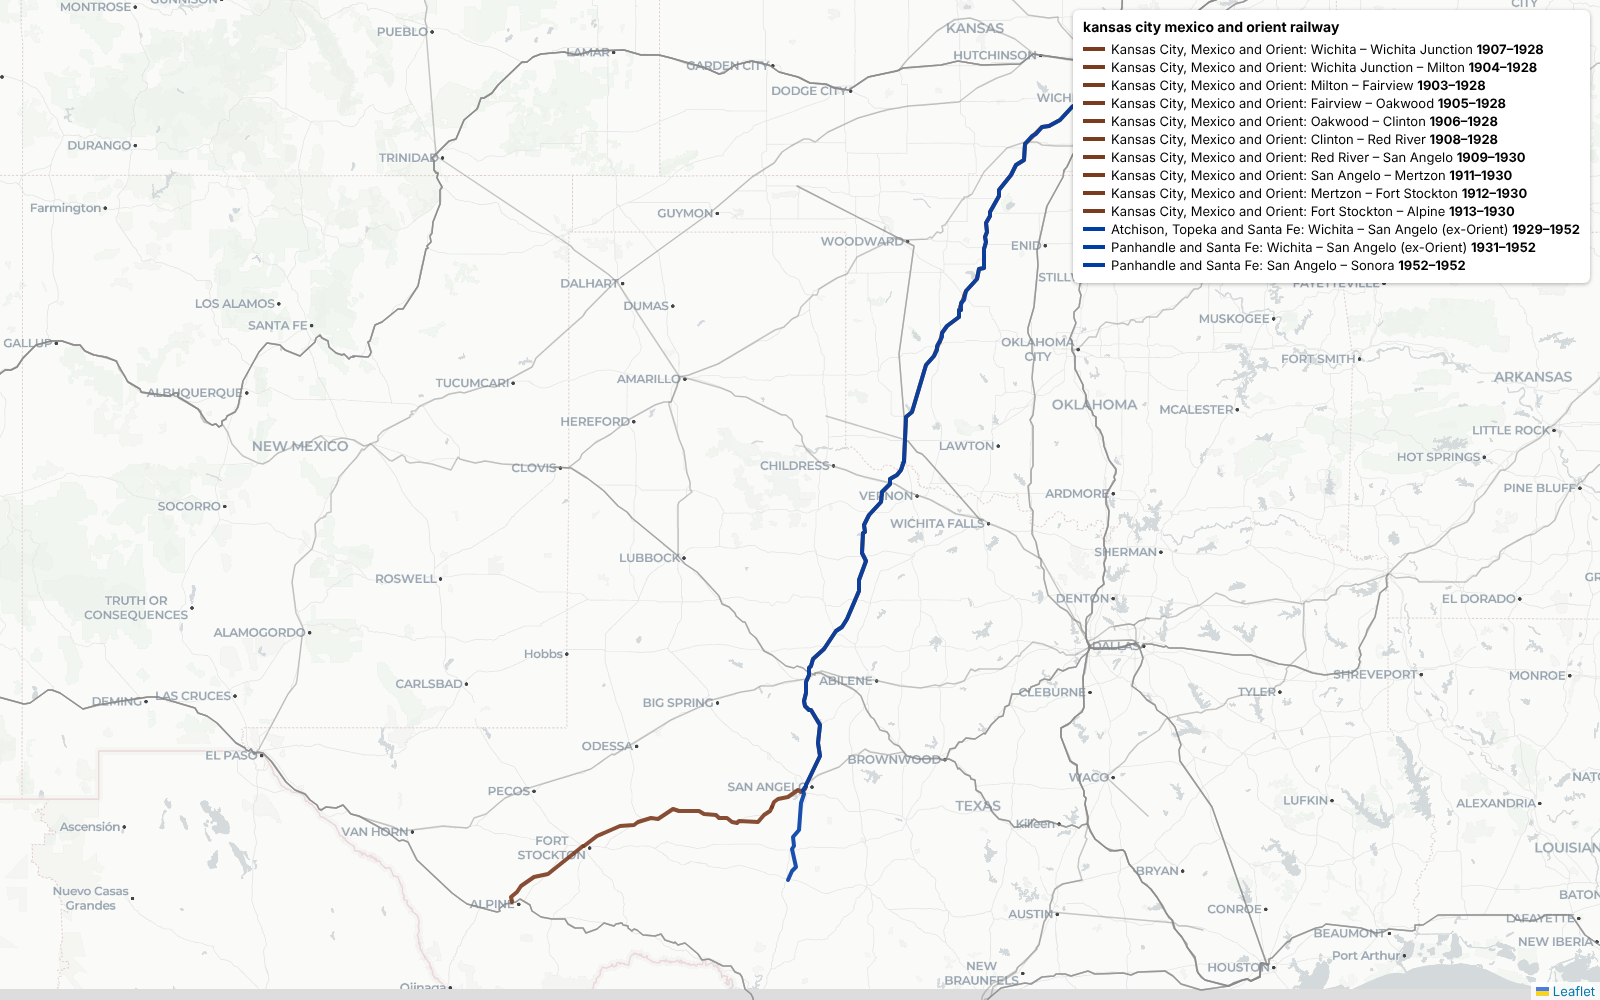 kansas city mexico and orient railway
Kansas City, Mexico and Orient: Wichita – Wichita Junction 1907–1928
Kansas City, Mexico and Orient: Wichita Junction – Milton 1904–1928
Kansas City, Mexico and Orient: Milton – Fairview 1903–1928
Kansas City, Mexico and Orient: Fairview – Oakwood 1905–1928
Kansas City, Mexico and Orient: Oakwood – Clinton 1906–1928
Kansas City, Mexico and Orient: Clinton – Red River 1908–1928
Kansas City, Mexico and Orient: Red River – San Angelo 1909–1930
Kansas City, Mexico and Orient: San Angelo – Mertzon 1911–1930
Kansas City, Mexico and Orient: Mertzon – Fort Stockton 1912–1930
Kansas City, Mexico and Orient: Fort Stockton – Alpine 1913–1930
Atchison, Topeka and Santa Fe: Wichita – San Angelo (ex-Orient) 1929–1952
Panhandle and Santa Fe: Wichita – San Angelo (ex-Orient) 1931–1952
Panhandle and Santa Fe: San Angelo – Sonora 1952–1952
MONTROSE
GUNNISON
CITY
PUEBLO
KANSAS
LAMAR
HUTCHINSON
GARDEN CITY
DODGE CITY
WICH
DURANGO
TRINIDAD
Farmington
GUYMON
WOODWARD
ENID
STILLW
DALHART
FAYETTEVILLE
LOS ALAMOS
DUMAS
SANTA FE
MUSKOGEE
GALLUP
OKLAHOMA
CITY
FORT SMITH
AMARILLO
TUCUMCARI
ARKANSAS
ALBUQUERQUE
OKLAHOMA
MCALESTER
HEREFORD
LITTLE ROCK
NEW MEXICO
LAWTON
HOT SPRINGS
CLOVIS
CHILDRESS
PINE BLUFF
VERNON
ARDMORE
SOCORRO
WICHITA FALLS
SHERMAN
LUBBOCK
ROSWELL
GR
TRUTH OR
CONSEQUENCES
DENTON
EL DORADO
ALAMOGORDO
DALLAS
Hobbs
SHREVEPORT
MONROE
CARLSBAD
ABILENE
CLEBURNE
TYLER
DEMING
LAS CRUCES
BIG SPRING
ODESSA
EL PASO
BROWNWOOD
WACO
NATC
SAN ANGELO
PECOS
TEXAS
LUFKIN
ALEXANDRIA
Ascensión
VAN HORN
Killeen
FORT
STOCKTON
LOUISIAN
BRYAN
Nuevo Casas
Grandes
BATON
ALPINE
CONROE
AUSTIN
LAFAYETTE
BEAUMONT
NEW IBERIA
Port Arthur
HOUSTON
NEW
BRAUNFELS
Ojinaga
Leaflet